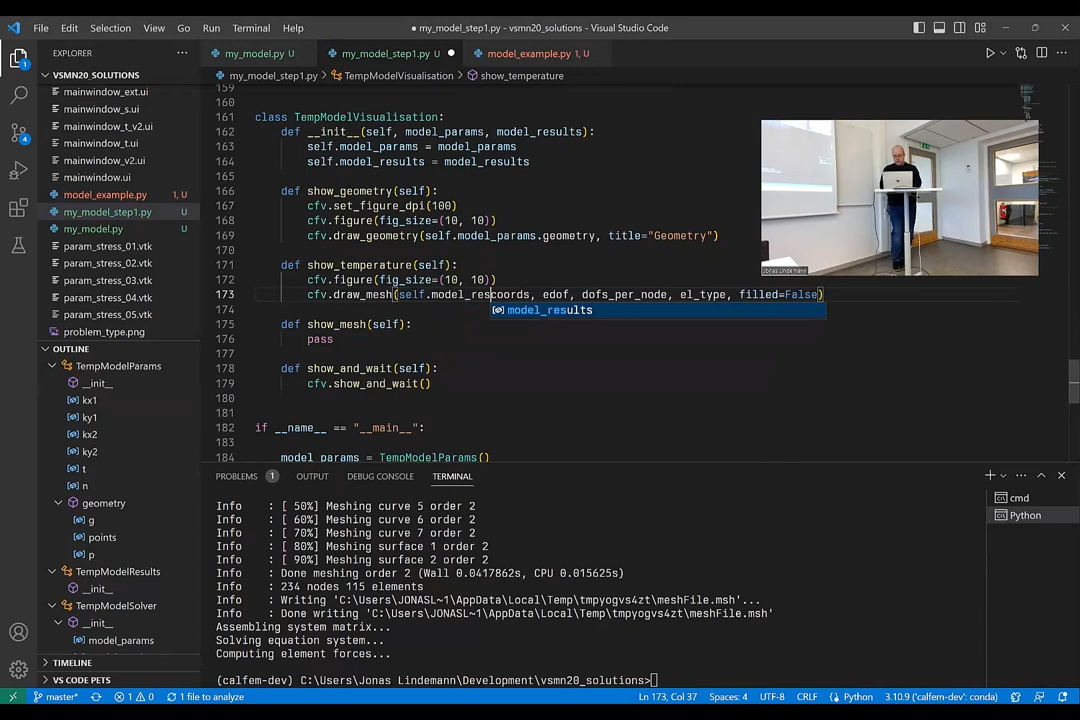 File Edit Selection View Go Run Terminal Help
● my_model_step1.py - vsmn20_solutions - Visual Studio Code
EXPLORER
my_model.py U
my_model_step1.py U
model_example.py 1, U
VSMN20_SOLUTIONS
my_model_step1.py > TempModelVisualisation > show_temperature
mainwindow_ext.ui
mainwindow_s.ui
mainwindow_t_v2.ui
mainwindow_t.ui
mainwindow_v2.ui
mainwindow.ui
model_example.py 1, U
my_model_step1.py U
my_model.py U
param_stress_01.vtk
param_stress_02.vtk
param_stress_03.vtk
param_stress_04.vtk
param_stress_05.vtk
problem_type.png
OUTLINE
TempModelParams
__init__
kx1
ky1
kx2
ky2
t
n
geometry
g
points
p
TempModelResults
__init__
TempModelSolver
__init__
model_params
TIMELINE
VS CODE PETS
159
160
161 class TempModelVisualisation:
162 def __init__(self, model_params, model_results):
163 self.model_params = model_params
164 self.model_results = model_results
165
166 def show_geometry(self):
167 cfv.set_figure_dpi(100)
168 cfv.figure(fig_size=(10, 10))
169 cfv.draw_geometry(self.model_params.geometry, title="Geometry")
170
171 def show_temperature(self):
172 cfv.figure(fig_size=(10, 10))
173 cfv.draw_mesh(self.model_rescoords, edof, dofs_per_node, el_type, filled=False)
model_results
174
175 def show_mesh(self):
176 pass
177
178 def show_and_wait(self):
179 cfv.show_and_wait()
180
181
182 if __name__ == "__main__":
183
184 model_params = TempModelParams()
Jonas Lindemann
PROBLEMS 1 OUTPUT DEBUG CONSOLE TERMINAL
cmd
Python
Info : [ 50%] Meshing curve 5 order 2
Info : [ 60%] Meshing curve 6 order 2
Info : [ 70%] Meshing curve 7 order 2
Info : [ 80%] Meshing surface 1 order 2
Info : [ 90%] Meshing surface 2 order 2
Info : Done meshing order 2 (Wall 0.0417862s, CPU 0.015625s)
Info : 234 nodes 115 elements
Info : Writing 'C:\Users\JONASL~1\AppData\Local\Temp\tmpyogvs4zt\meshFile.msh'...
Info : Done writing 'C:\Users\JONASL~1\AppData\Local\Temp\tmpyogvs4zt\meshFile.msh'
Assembling system matrix...
Solving equation system...
Computing element forces...
(calfem-dev) C:\Users\Jonas Lindemann\Development\vsmn20_solutions>
master* 1 0 1 file to analyze Ln 173, Col 37 Spaces: 4 UTF-8 CRLF Python 3.10.9 ('calfem-dev': conda)